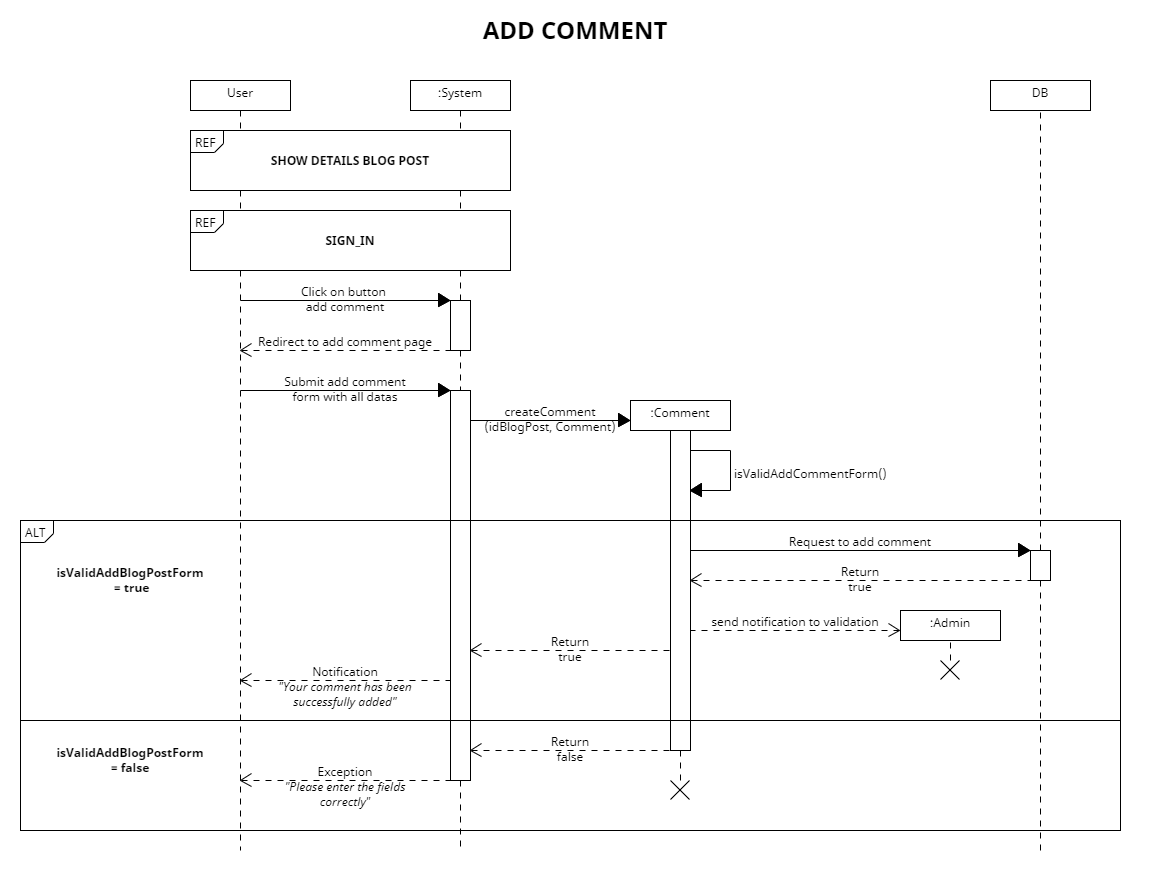 ADD COMMENT
User
:System
DB
REF
SHOW DETAILS BLOG POST
REF
SIGN_IN
Click on button
add comment
Redirect to add comment page
Submit add comment
form with all datas
createComment
(idBlogPost, Comment)
:Comment
isValidAddCommentForm()
ALT
Request to add comment
isValidAddBlogPostForm
= true
Return
true
send notification to validation
:Admin
Return
true
Notification
"Your comment has been
successfully added"
isValidAddBlogPostForm
= false
Return
false
Exception
"Please enter the fields
correctly"